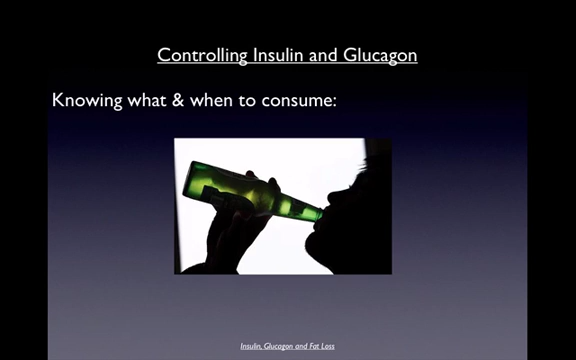 Controlling Insulin and Glucagon
Knowing what & when to consume:
Insulin, Glucagon and Fat Loss